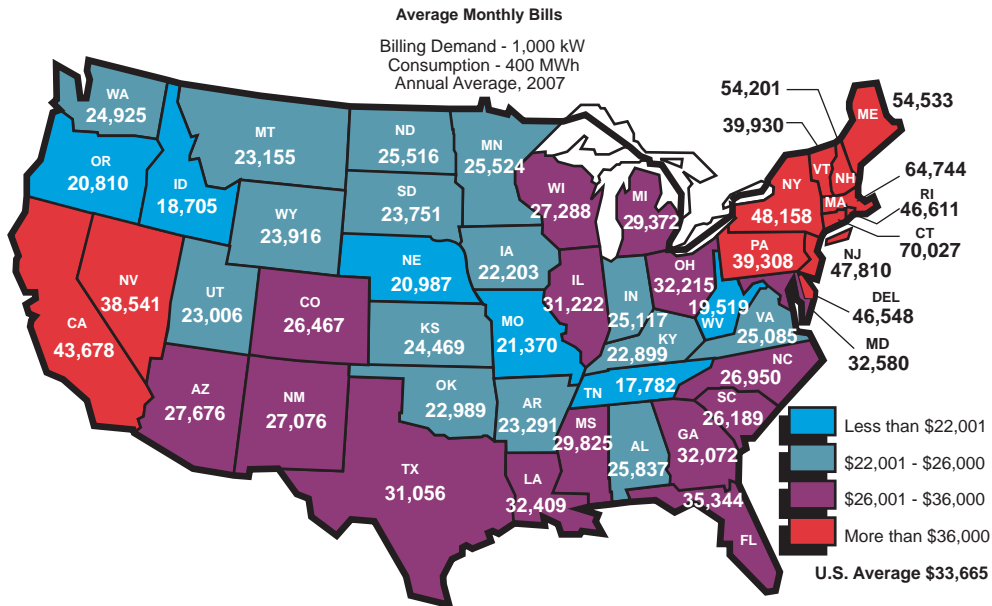 Average Monthly Bills
Billing Demand - 1,000 kW
Consumption - 400 MWh
Annual Average, 2007
WA
24,925
OR
20,810
ID
18,705
MT
23,155
ND
25,516
MN
25,524
SD
23,751
WY
23,916
NE
20,987
IA
22,203
WI
27,288
MI
29,372
NY
48,158
VT
39,930
NH
54,201
ME
54,533
MA
64,744
RI
46,611
CT
70,027
NJ
47,810
PA
39,308
DEL
46,548
MD
32,580
OH
32,215
WV
19,519
VA
25,085
IN
25,117
IL
31,222
KY
22,899
MO
21,370
KS
24,469
CO
26,467
UT
23,006
NV
38,541
CA
43,678
AZ
27,676
NM
27,076
OK
22,989
AR
23,291
TN
17,782
NC
26,950
SC
26,189
GA
32,072
AL
25,837
MS
29,825
LA
32,409
TX
31,056
35,344
FL
Less than $22,001
$22,001 - $26,000
$26,001 - $36,000
More than $36,000
U.S. Average $33,665